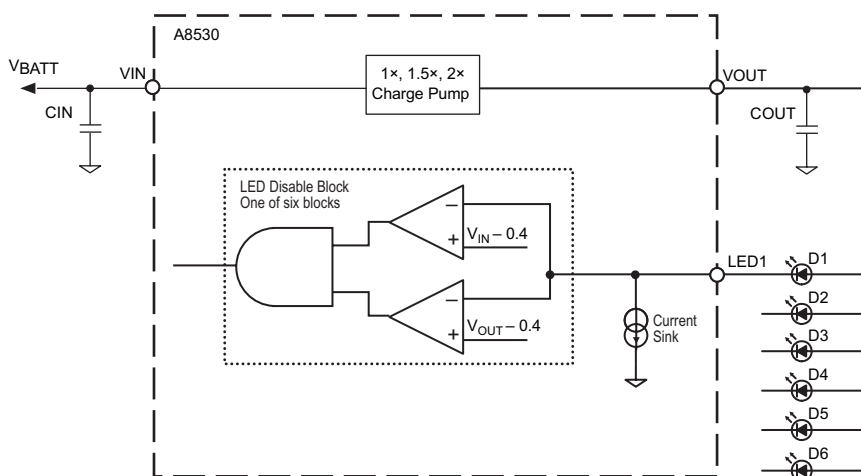 A8530
VBATT
VIN
CIN
1×, 1.5×, 2×
Charge Pump
VOUT
COUT
LED Disable Block
One of six blocks
–
+
VIN – 0.4
–
+
VOUT – 0.4
Current
Sink
LED1
D1
D2
D3
D4
D5
D6